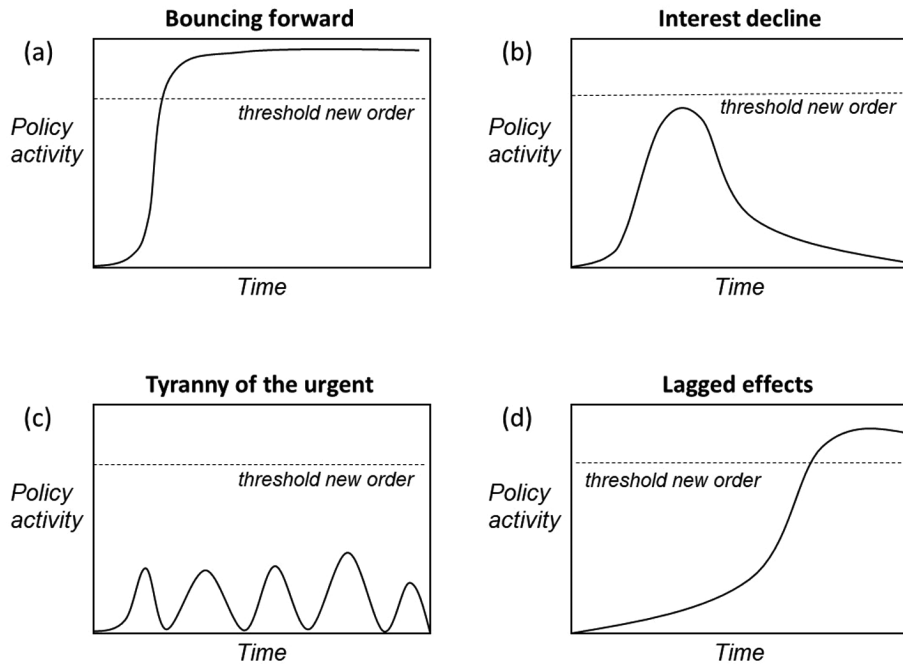 Bouncing forward
(a)
threshold new order
Policy
activity
Time
Interest decline
(b)
threshold new order
Policy
activity
Time
Tyranny of the urgent
(c)
threshold new order
Policy
activity
Time
Lagged effects
(d)
threshold new order
Policy
activity
Time